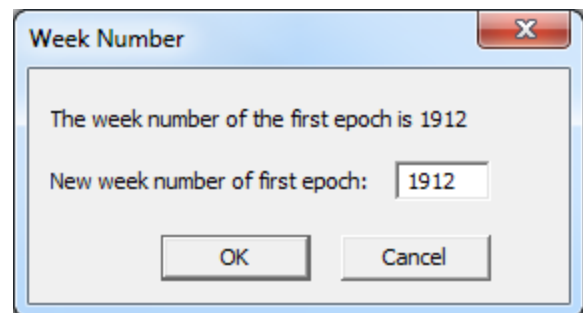 Week Number
The week number of the first epoch is 1912
New week number of first epoch: 1912
OK Cancel